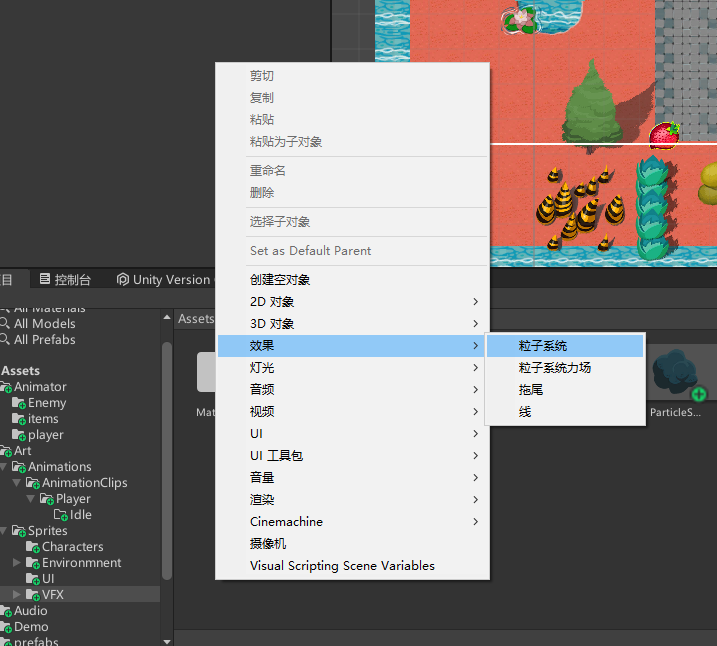 剪切
复制
粘贴
粘贴为子对象
重命名
删除
选择子对象
Set as Default Parent
创建空对象
2D 对象
3D 对象
效果
灯光
音频
视频
UI
UI 工具包
音量
渲染
Cinemachine
摄像机
Visual Scripting Scene Variables
粒子系统
粒子系统力场
拖尾
线
目
控制台
Unity Version
All Materials
All Models
All Prefabs
Assets
Animator
Enemy
items
player
Art
Animations
AnimationClips
Player
Idle
Sprites
Characters
Environmnent
UI
VFX
Audio
Demo
prefabs
Assets
Mat
ParticleS...